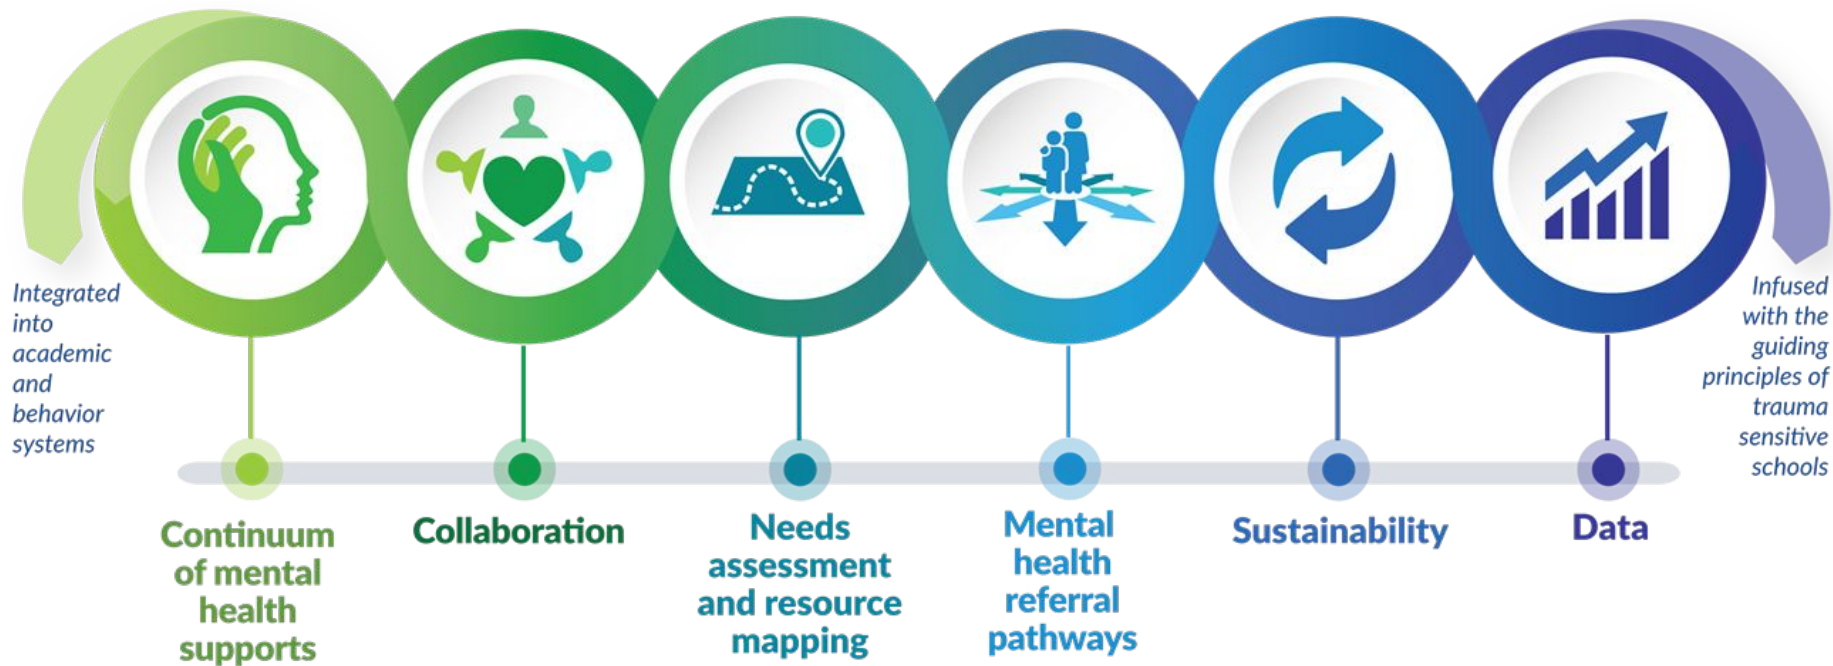 Integrated
into
academic
and
behavior
systems
Continuum
of mental
health
supports
Collaboration
Needs
assessment
and resource
mapping
Mental
health
referral
pathways
Sustainability
Data
Infused
with the
guiding
principles of
trauma
sensitive
schools